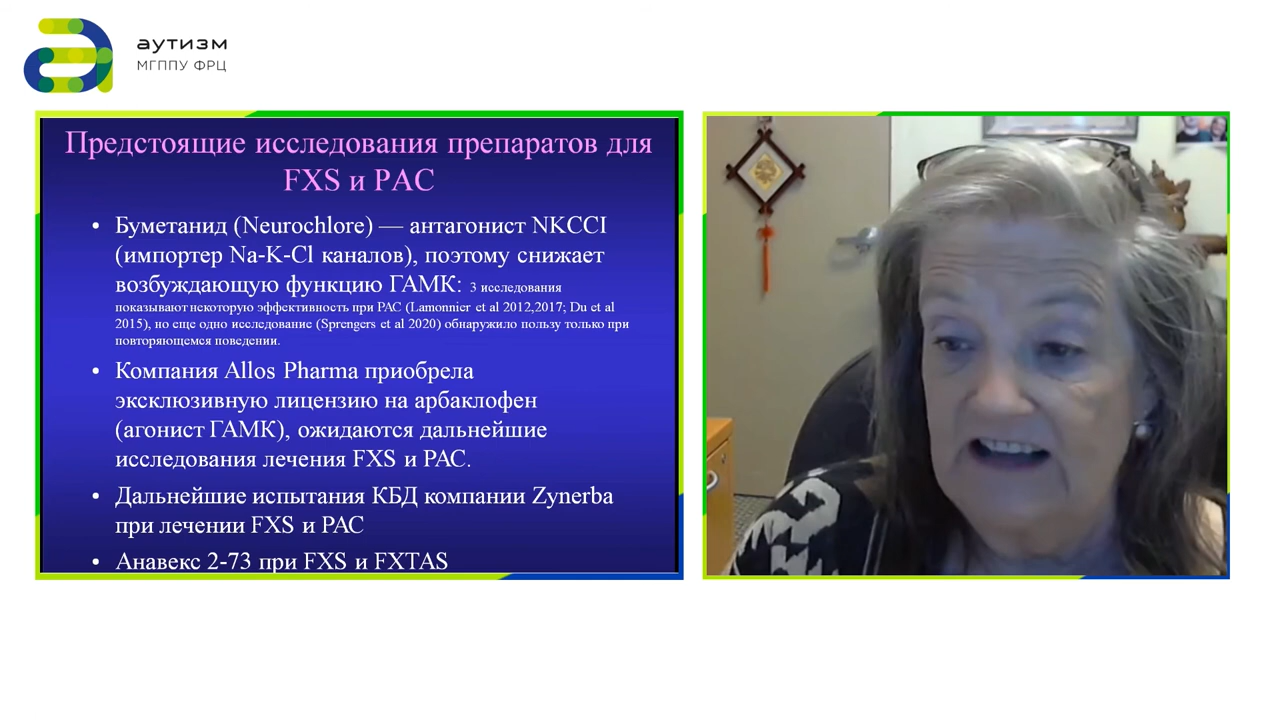 аутизм
МГППУ ФРЦ
Предстоящие исследования препаратов для
FXS и РАС
• Буметанид (Neurochlore) — антагонист NKCCI
(импортер Na-K-Cl каналов), поэтому снижает
возбуждающую функцию ГАМК: 3 исследования
показывают некоторую эффективность при РАС (Lamonnier et al 2012,2017; Du et al
2015), но еще одно исследование (Sprengers et al 2020) обнаружило пользу только при
повторяющемся поведении.
• Компания Allos Pharma приобрела
эксклюзивную лицензию на арбаклофен
(агонист ГАМК), ожидаются дальнейшие
исследования лечения FXS и РАС.
• Дальнейшие испытания КБД компании Zynerba
при лечении FXS и РАС
• Анавекс 2-73 при FXS и FXTAS